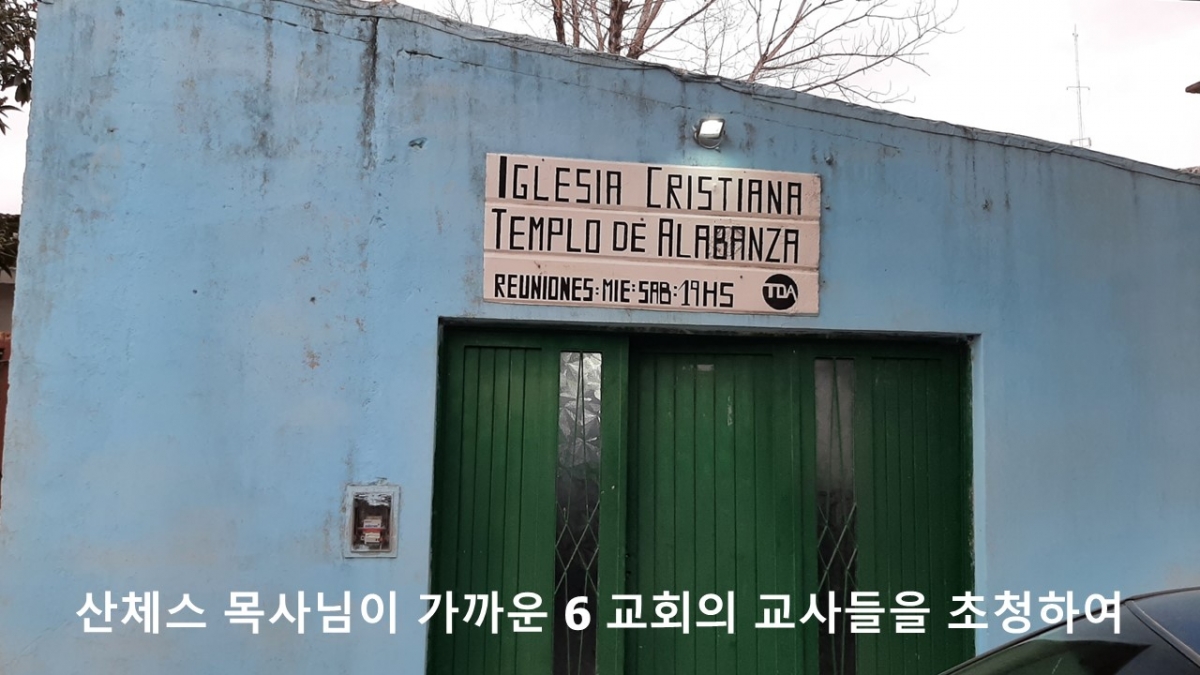 IGLESIA CRISTIANA
TEMPLO DE ALABANZA
REUNIONES: MIE: SAB: 19HS TDA
산체스 목사님이 가까운 6 교회의 교사들을 초청하여